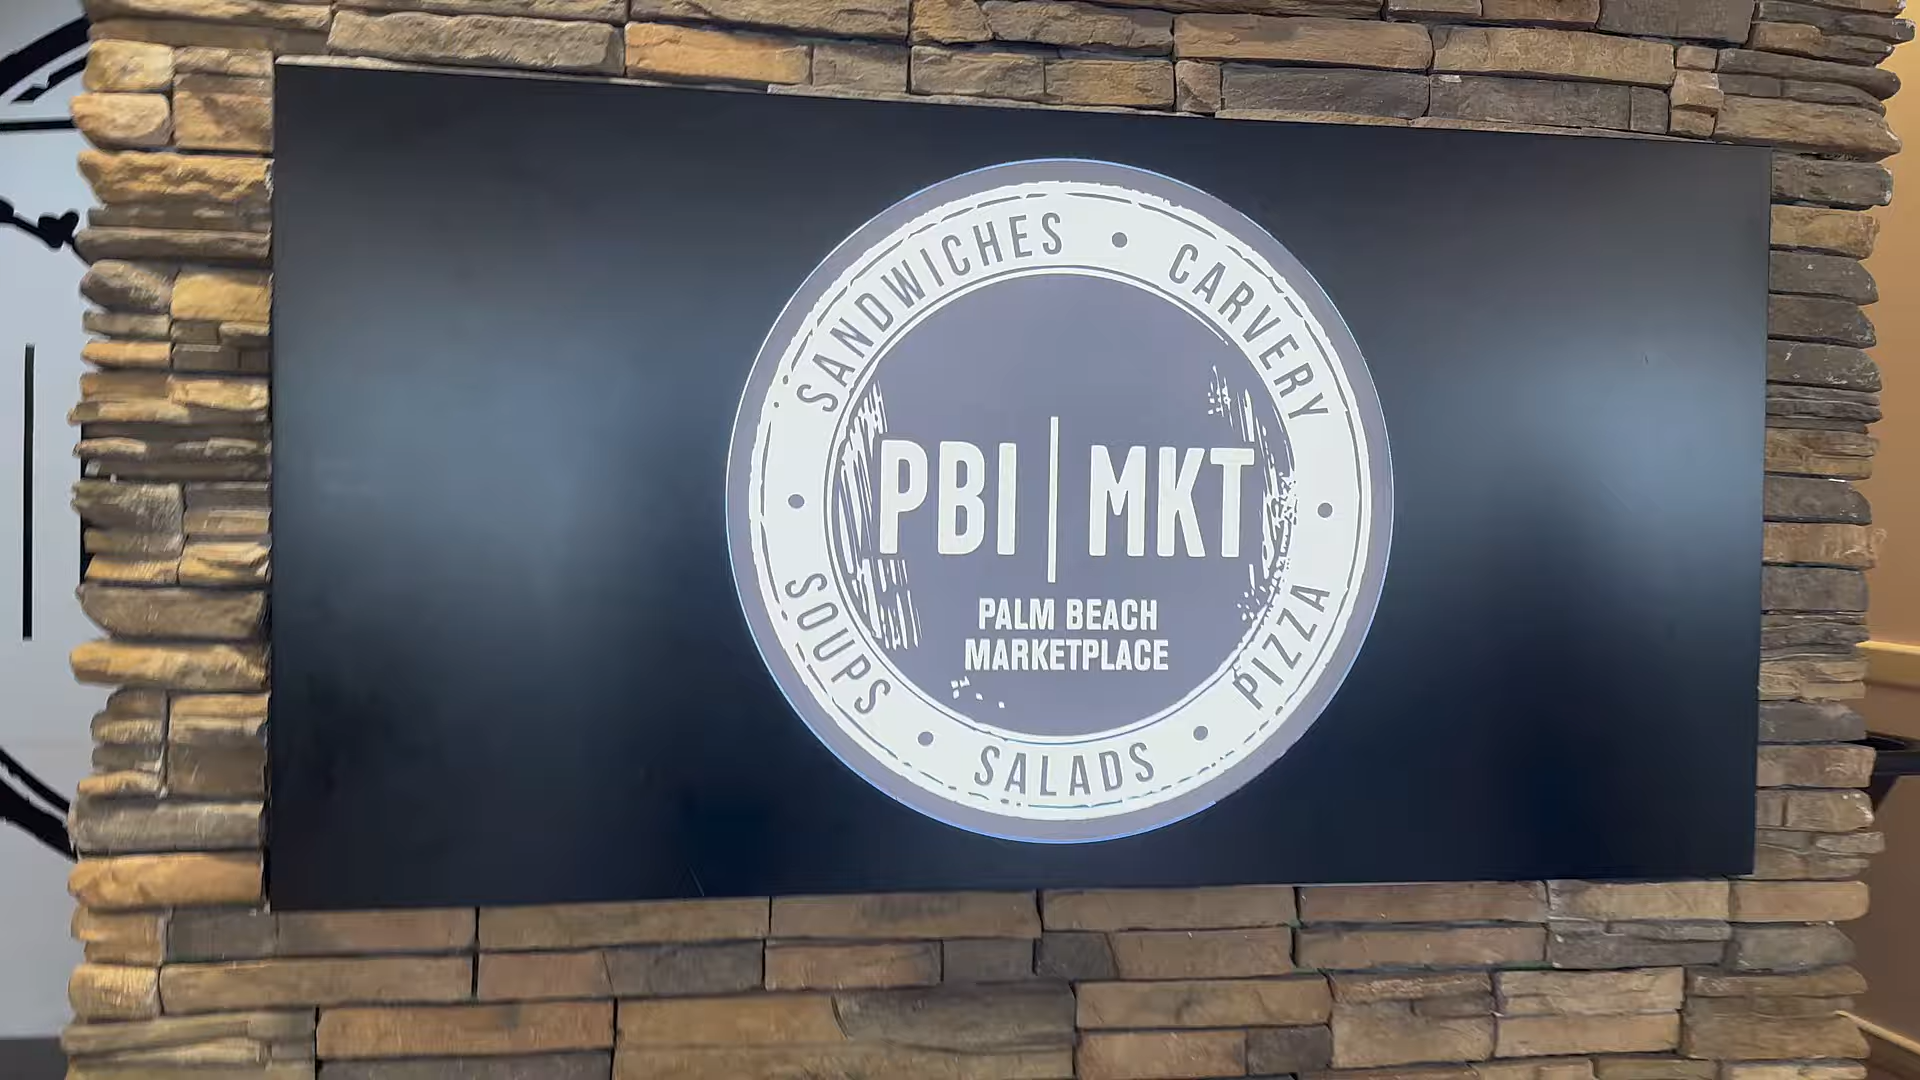 SANDWICHES • CARVERY • PIZZA • SALADS • SOUPS •
PBI | MKT
PALM BEACH
MARKETPLACE